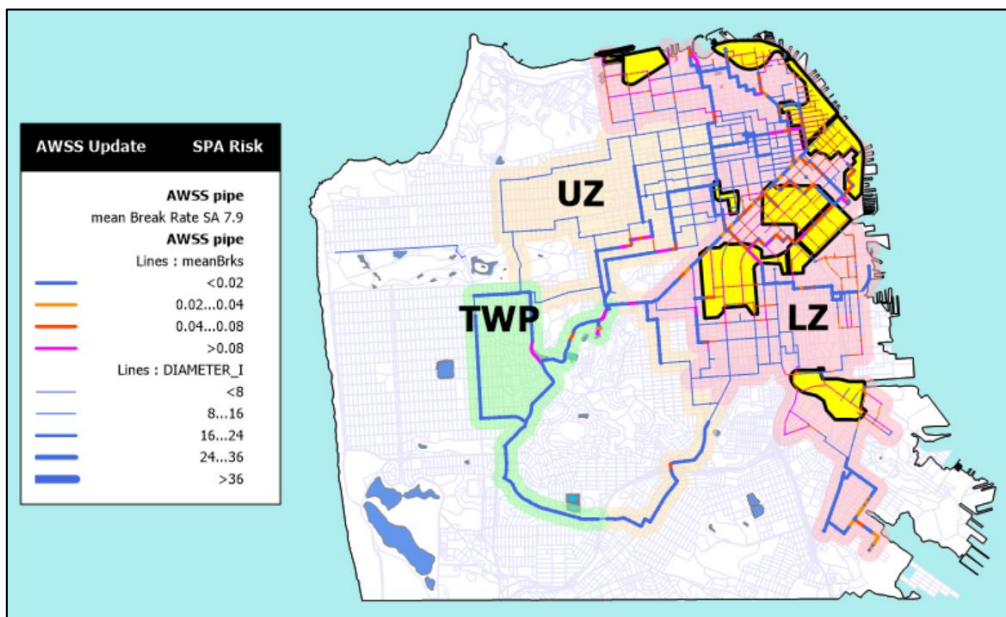 AWSS Update SPA Risk
AWSS pipe
mean Break Rate SA 7.9
AWSS pipe
Lines : meanBrks
<0.02
0.02...0.04
0.04...0.08
>0.08
Lines : DIAMETER_I
<8
8...16
16...24
24...36
>36
UZ
TWP
LZ